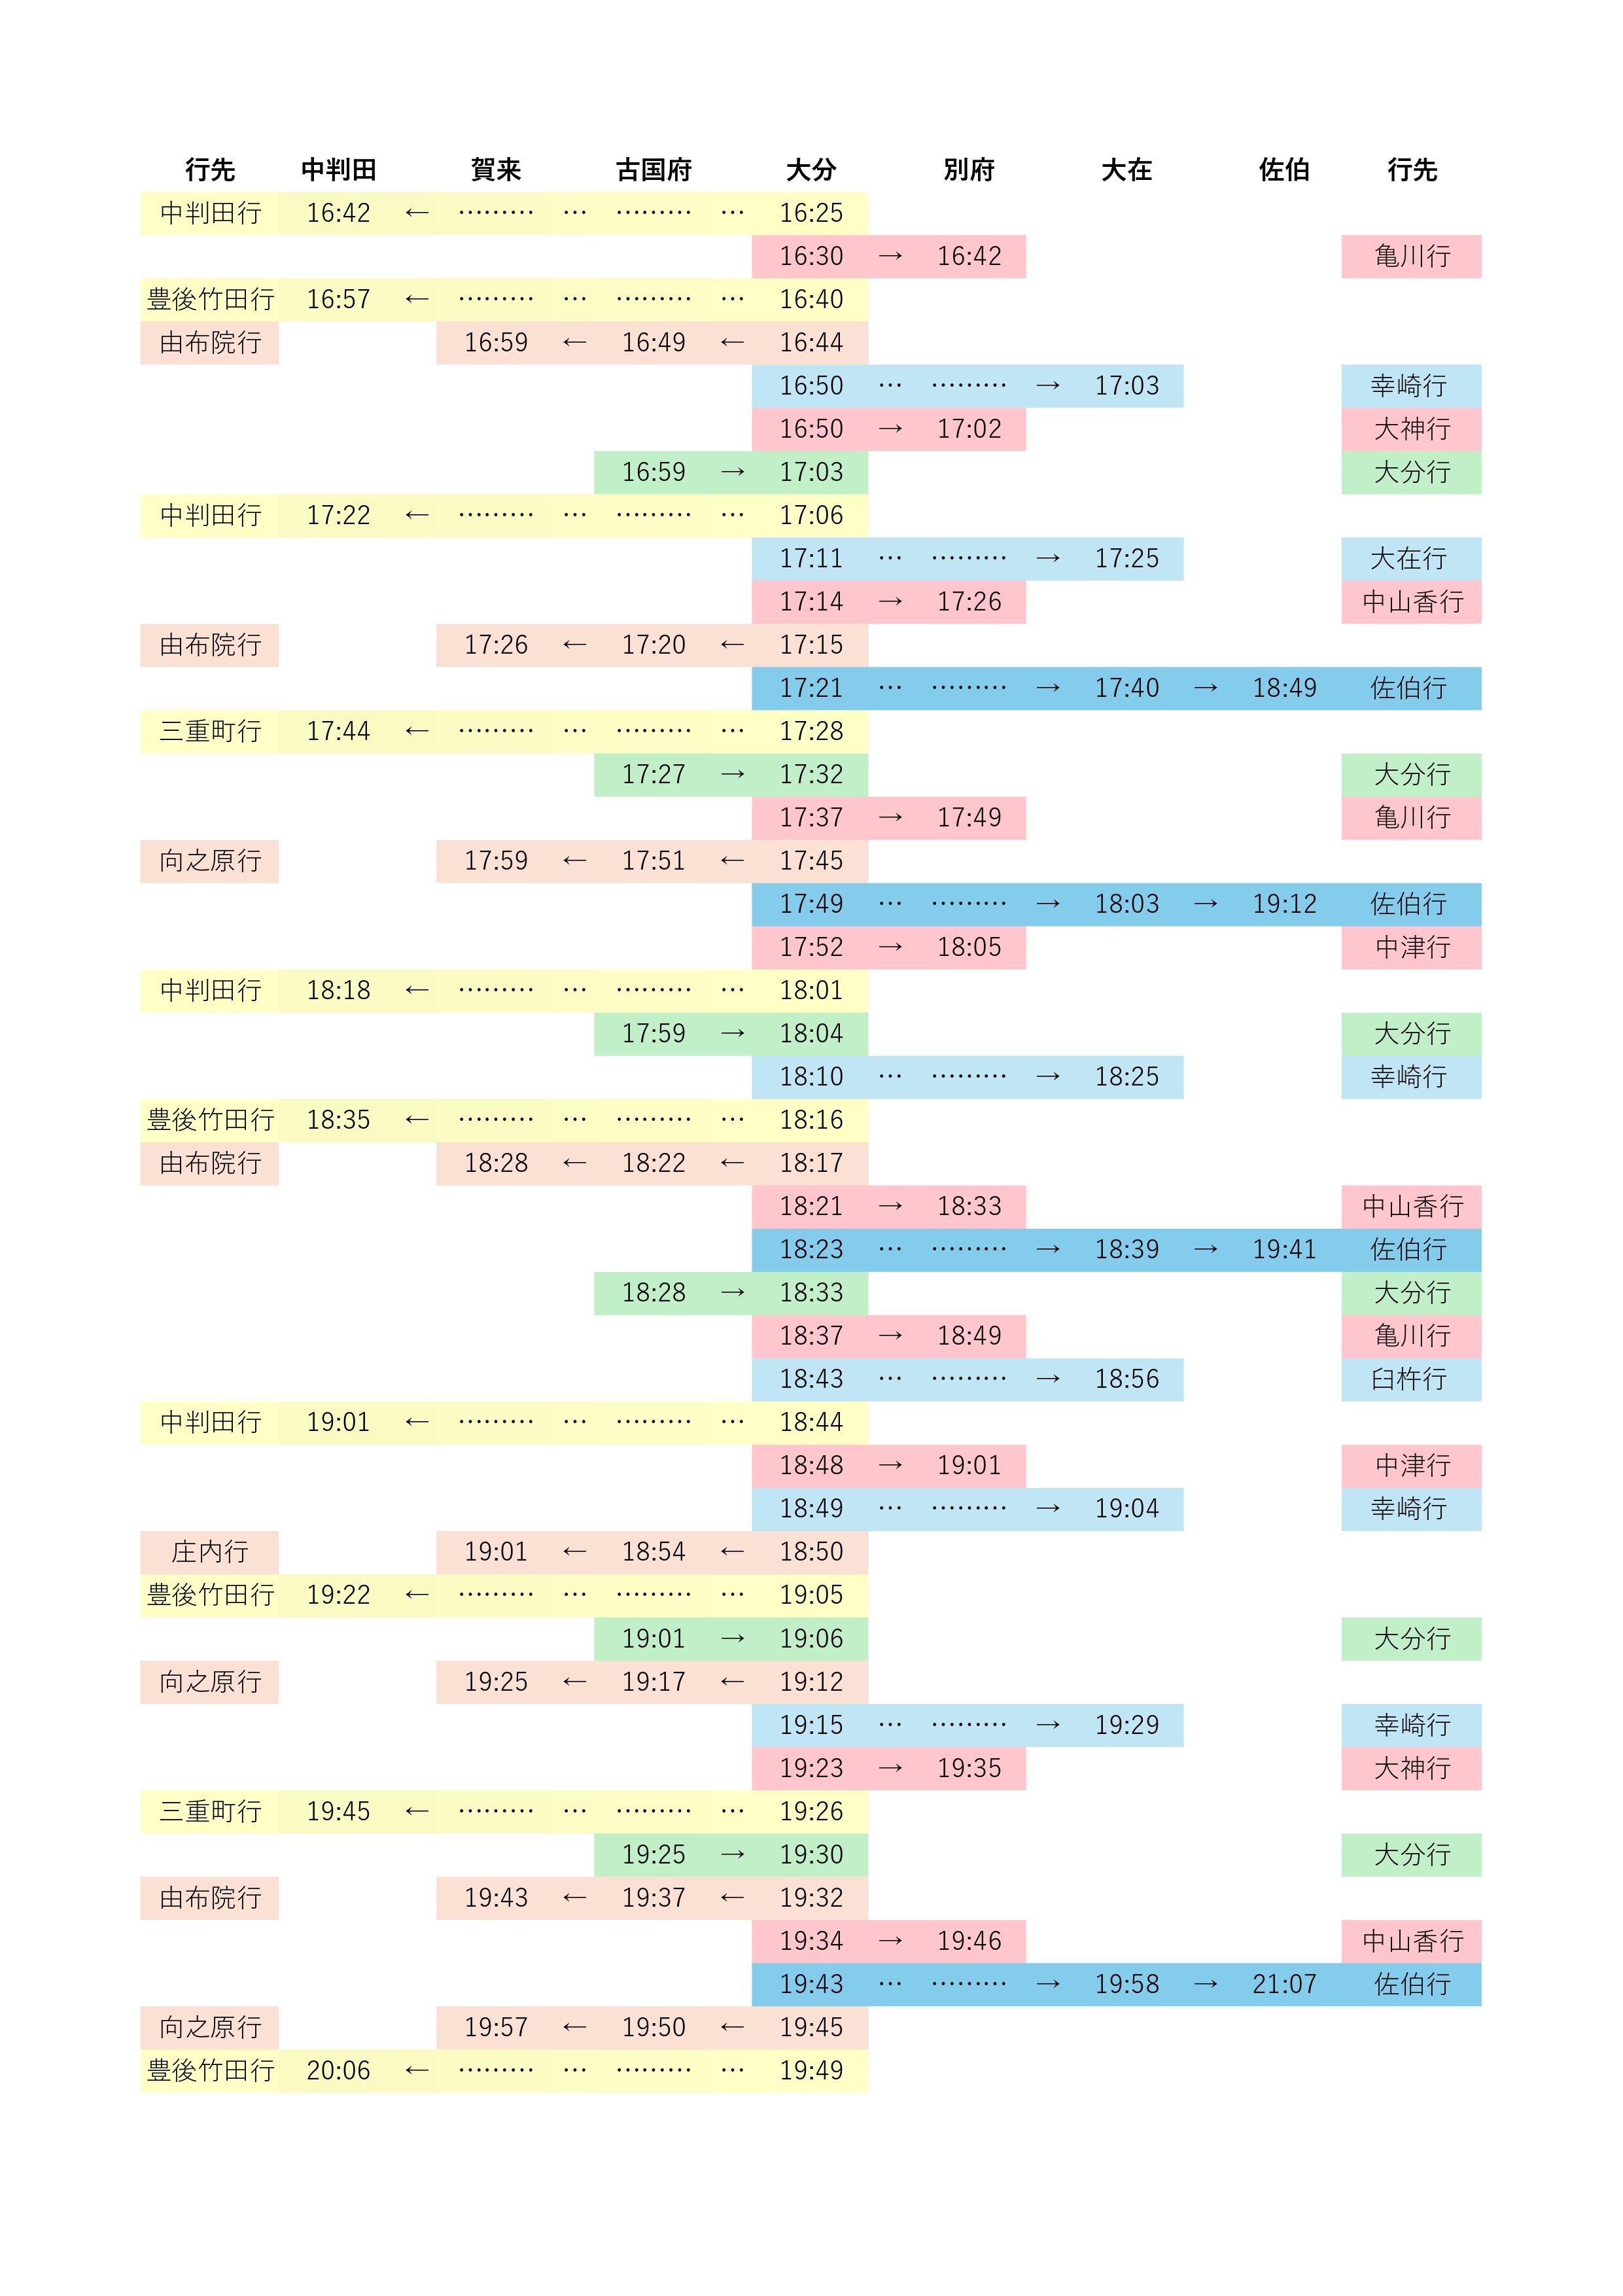 行先 中判田 賀来 古国府 大分 別府 大在 佐伯 行先
中判田行 16:42 ← ……… … ……… … 16:25
16:30 → 16:42 亀川行
豊後竹田行 16:57 ← ……… … ……… … 16:40
由布院行 16:59 ← 16:49 ← 16:44
16:50 … ……… → 17:03 幸崎行
16:50 → 17:02 大神行
16:59 → 17:03 大分行
中判田行 17:22 ← ……… … ……… … 17:06
17:11 … ……… → 17:25 大在行
17:14 → 17:26 中山香行
由布院行 17:26 ← 17:20 ← 17:15
17:21 … ……… → 17:40 → 18:49 佐伯行
三重町行 17:44 ← ……… … ……… … 17:28
17:27 → 17:32 大分行
17:37 → 17:49 亀川行
向之原行 17:59 ← 17:51 ← 17:45
17:49 … ……… → 18:03 → 19:12 佐伯行
17:52 → 18:05 中津行
中判田行 18:18 ← ……… … ……… … 18:01
17:59 → 18:04 大分行
18:10 … ……… → 18:25 幸崎行
豊後竹田行 18:35 ← ……… … ……… … 18:16
由布院行 18:28 ← 18:22 ← 18:17
18:21 → 18:33 中山香行
18:23 … ……… → 18:39 → 19:41 佐伯行
18:28 → 18:33 大分行
18:37 → 18:49 亀川行
18:43 … ……… → 18:56 臼杵行
中判田行 19:01 ← ……… … ……… … 18:44
18:48 → 19:01 中津行
18:49 … ……… → 19:04 幸崎行
庄内行 19:01 ← 18:54 ← 18:50
豊後竹田行 19:22 ← ……… … ……… … 19:05
19:01 → 19:06 大分行
向之原行 19:25 ← 19:17 ← 19:12
19:15 … ……… → 19:29 幸崎行
19:23 → 19:35 大神行
三重町行 19:45 ← ……… … ……… … 19:26
19:25 → 19:30 大分行
由布院行 19:43 ← 19:37 ← 19:32
19:34 → 19:46 中山香行
19:43 … ……… → 19:58 → 21:07 佐伯行
向之原行 19:57 ← 19:50 ← 19:45
豊後竹田行 20:06 ← ……… … ……… … 19:49